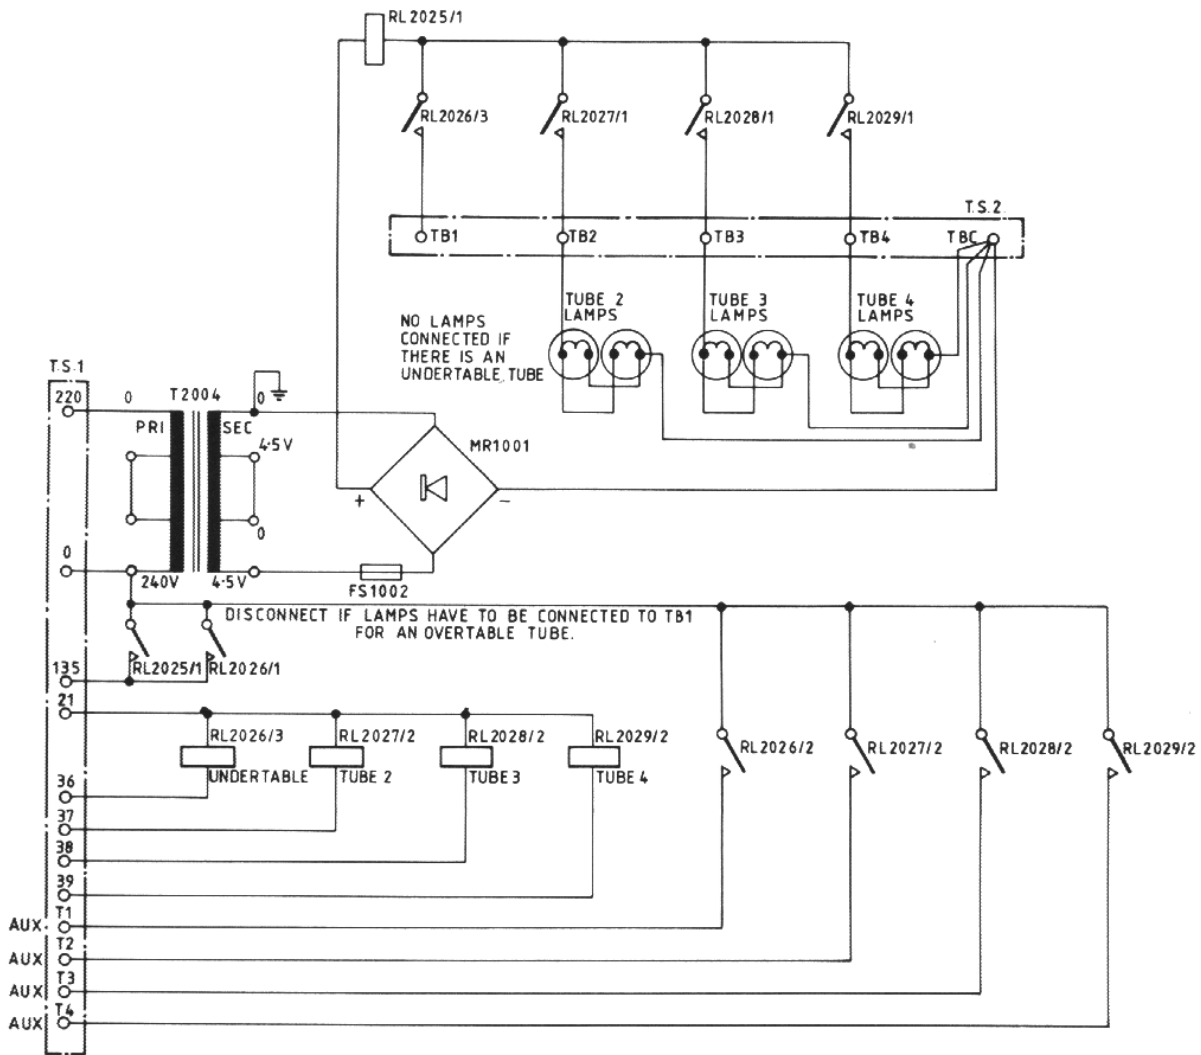 RL2025/1
RL2026/3
RL2027/1
RL2028/1
RL2029/1
T.S.2
TB1
TB2
TB3
TB4
TBC
TUBE 2
LAMPS
TUBE 3
LAMPS
TUBE 4
LAMPS
NO LAMPS
CONNECTED IF
THERE IS AN
UNDERTABLE TUBE
T.S.1
220
0
T2004
0
PRI
SEC
4·5V
MR1001
+
−
0
0
240V
4·5V
FS1002
DISCONNECT IF LAMPS HAVE TO BE CONNECTED TO TB1
FOR AN OVERTABLE TUBE.
RL2025/1
RL2026/1
135
21
RL2026/3
UNDERTABLE
RL2027/2
TUBE 2
RL2028/2
TUBE 3
RL2029/2
TUBE 4
RL2026/2
RL2027/2
RL2028/2
RL2029/2
36
37
38
39
AUX T1
AUX T2
AUX T3
AUX T4